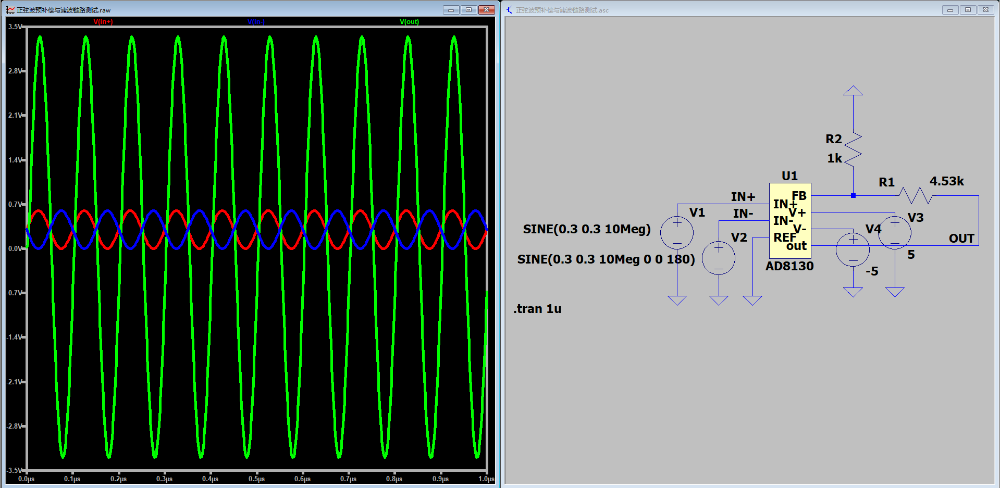 正弦波预补偿与滤波链路测试.raw
V(in+)
V(in-)
V(out)
3.5V
2.8V
2.1V
1.4V
0.7V
0.0V
-0.7V
-1.4V
-2.1V
-2.8V
-3.5V
0.0µs
0.1µs
0.2µs
0.3µs
0.4µs
0.5µs
0.6µs
0.7µs
0.8µs
0.9µs
1.0µs
正弦波预补偿与滤波链路测试.asc
R2
1k
U1
R1
4.53k
IN+
IN-
FB
IN+
V+
IN-
V-
REF
out
AD8130
V1
SINE(0.3 0.3 10Meg)
V2
SINE(0.3 0.3 10Meg 0 0 180)
V3
5
V4
-5
OUT
.tran 1u